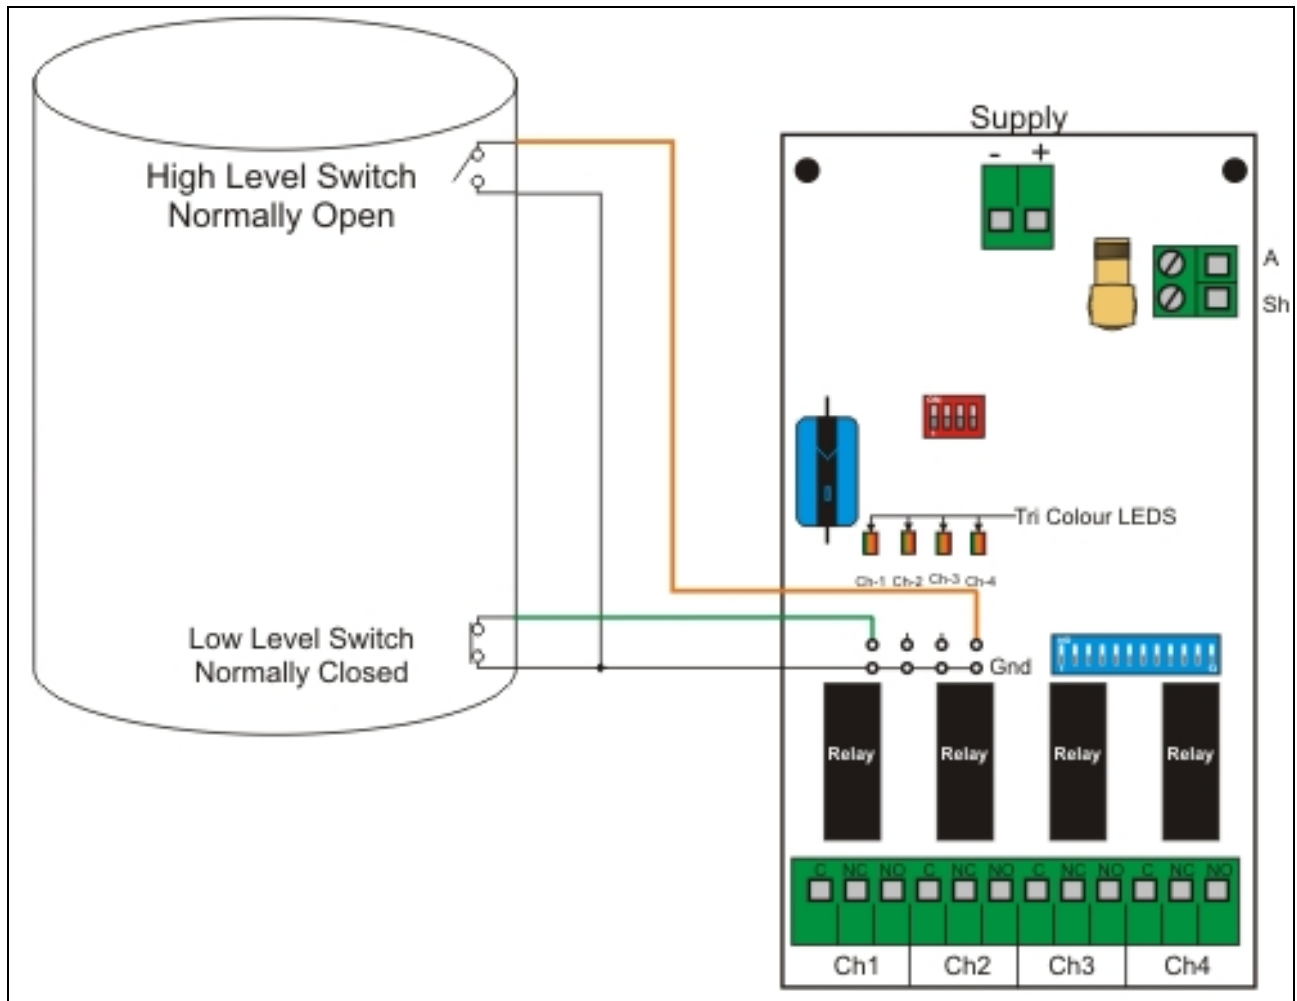 Supply
- +
High Level Switch
Normally Open
A
Sh
Tri Colour LEDS
Ch-1 Ch-2 Ch-3 Ch-4
Low Level Switch
Normally Closed
Gnd
Relay Relay Relay Relay
C NC NO C NC NO C NC NO C NC NO
Ch1 Ch2 Ch3 Ch4